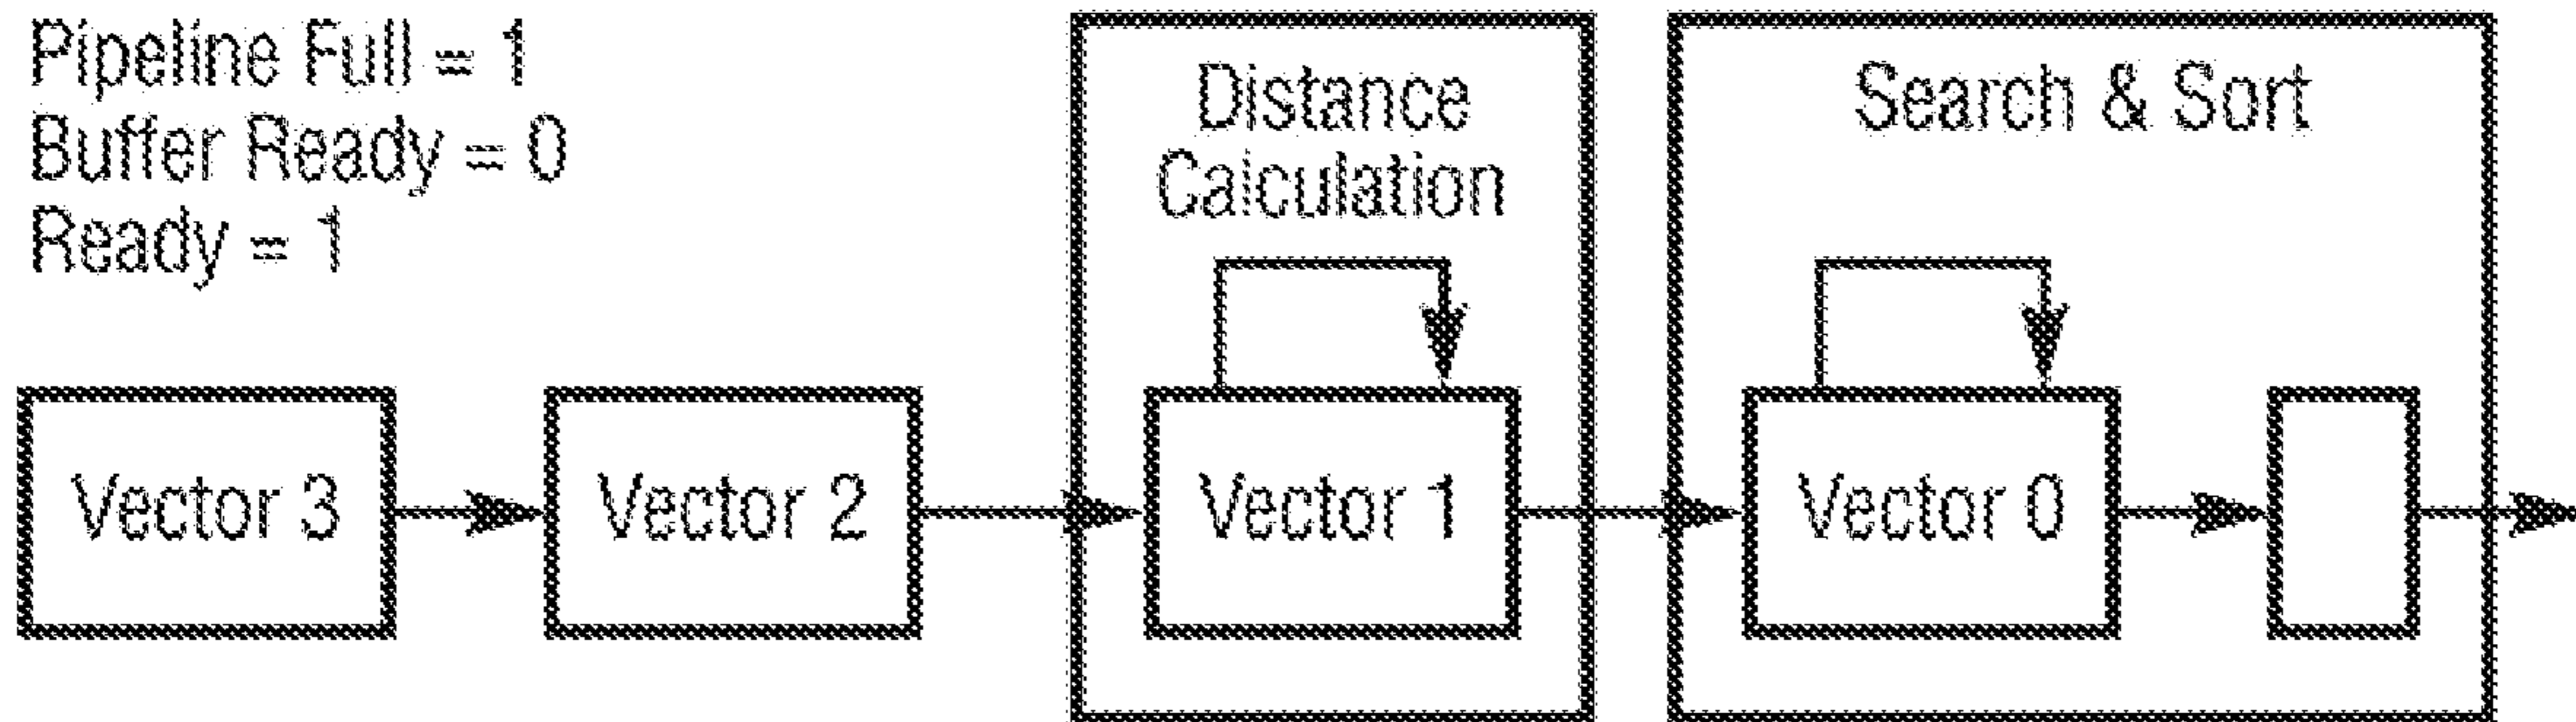 Pipeline Full = 1
Buffer Ready = 0
Ready = 1
Distance
Calculation
Search & Sort
Vector 3
Vector 2
Vector 1
Vector 0